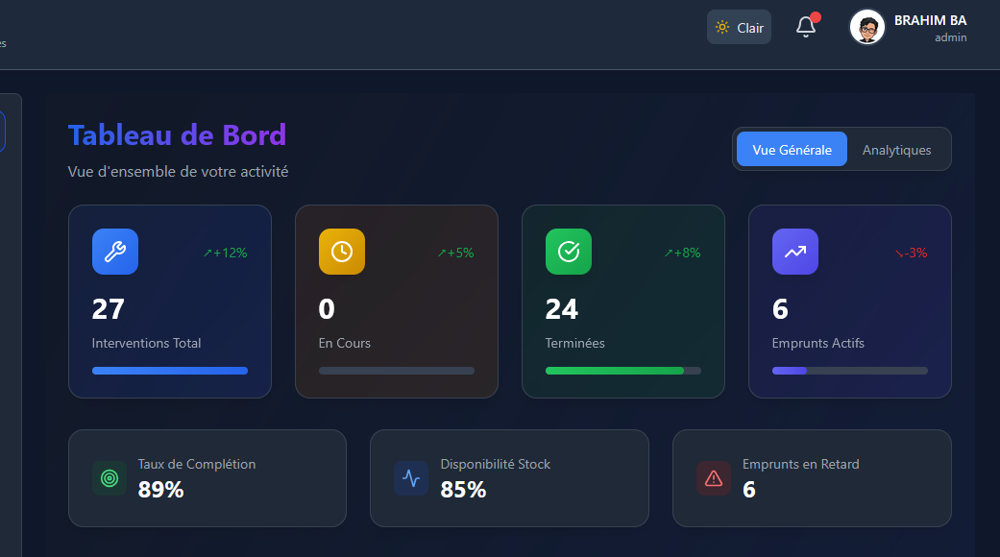 Clair
BRAHIM BA
admin
es
Tableau de Bord
Vue d'ensemble de votre activité
Vue Générale
Analytiques
↗+12%
27
Interventions Total
↗+5%
0
En Cours
↗+8%
24
Terminées
↘-3%
6
Emprunts Actifs
Taux de Complétion
89%
Disponibilité Stock
85%
Emprunts en Retard
6